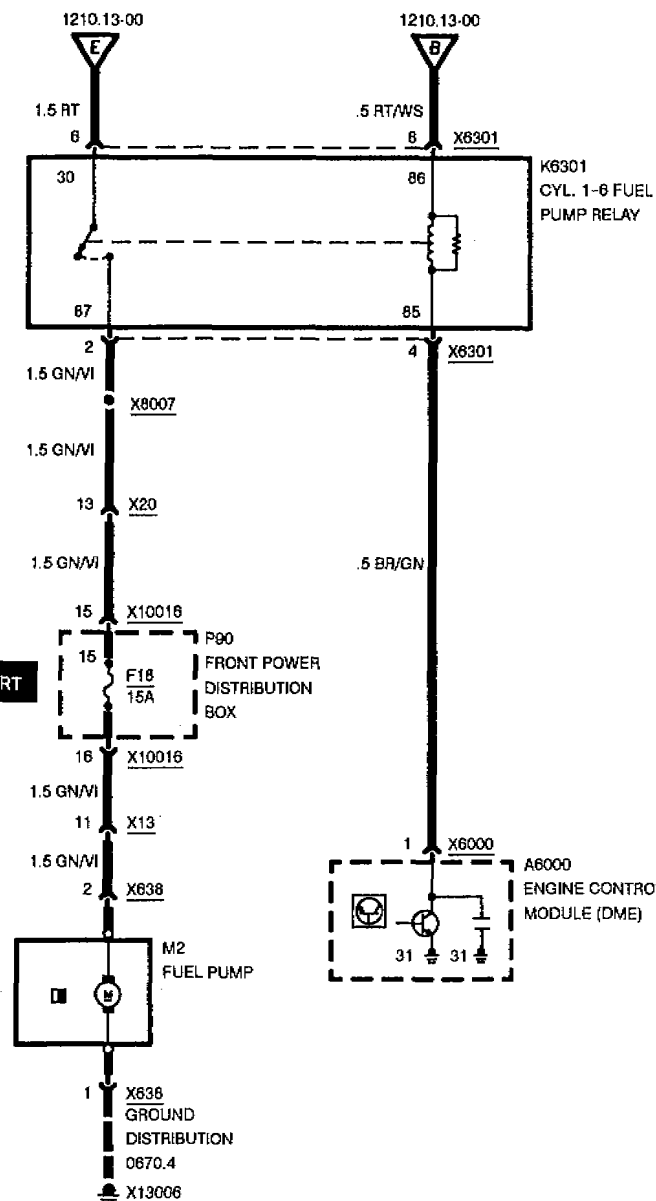 1210.13-00
1210.13-00
E
B
1.5 RT
.5 RT/WS
6
6
X6301
30
86
K6301
CYL. 1-6 FUEL
PUMP RELAY
87
85
2
4
X6301
1.5 GN/VI
X8007
1.5 GN/VI
13
X20
1.5 GN/VI
.5 BR/GN
15
X10016
15
P90
FRONT POWER
DISTRIBUTION
BOX
F18
15A
RT
16
X10016
1.5 GN/VI
11
X13
1.5 GN/VI
2
X638
1
X6000
A6000
ENGINE CONTRO
MODULE (DME)
31
31
M2
FUEL PUMP
M
1
X638
GROUND
DISTRIBUTION
0670.4
X13006